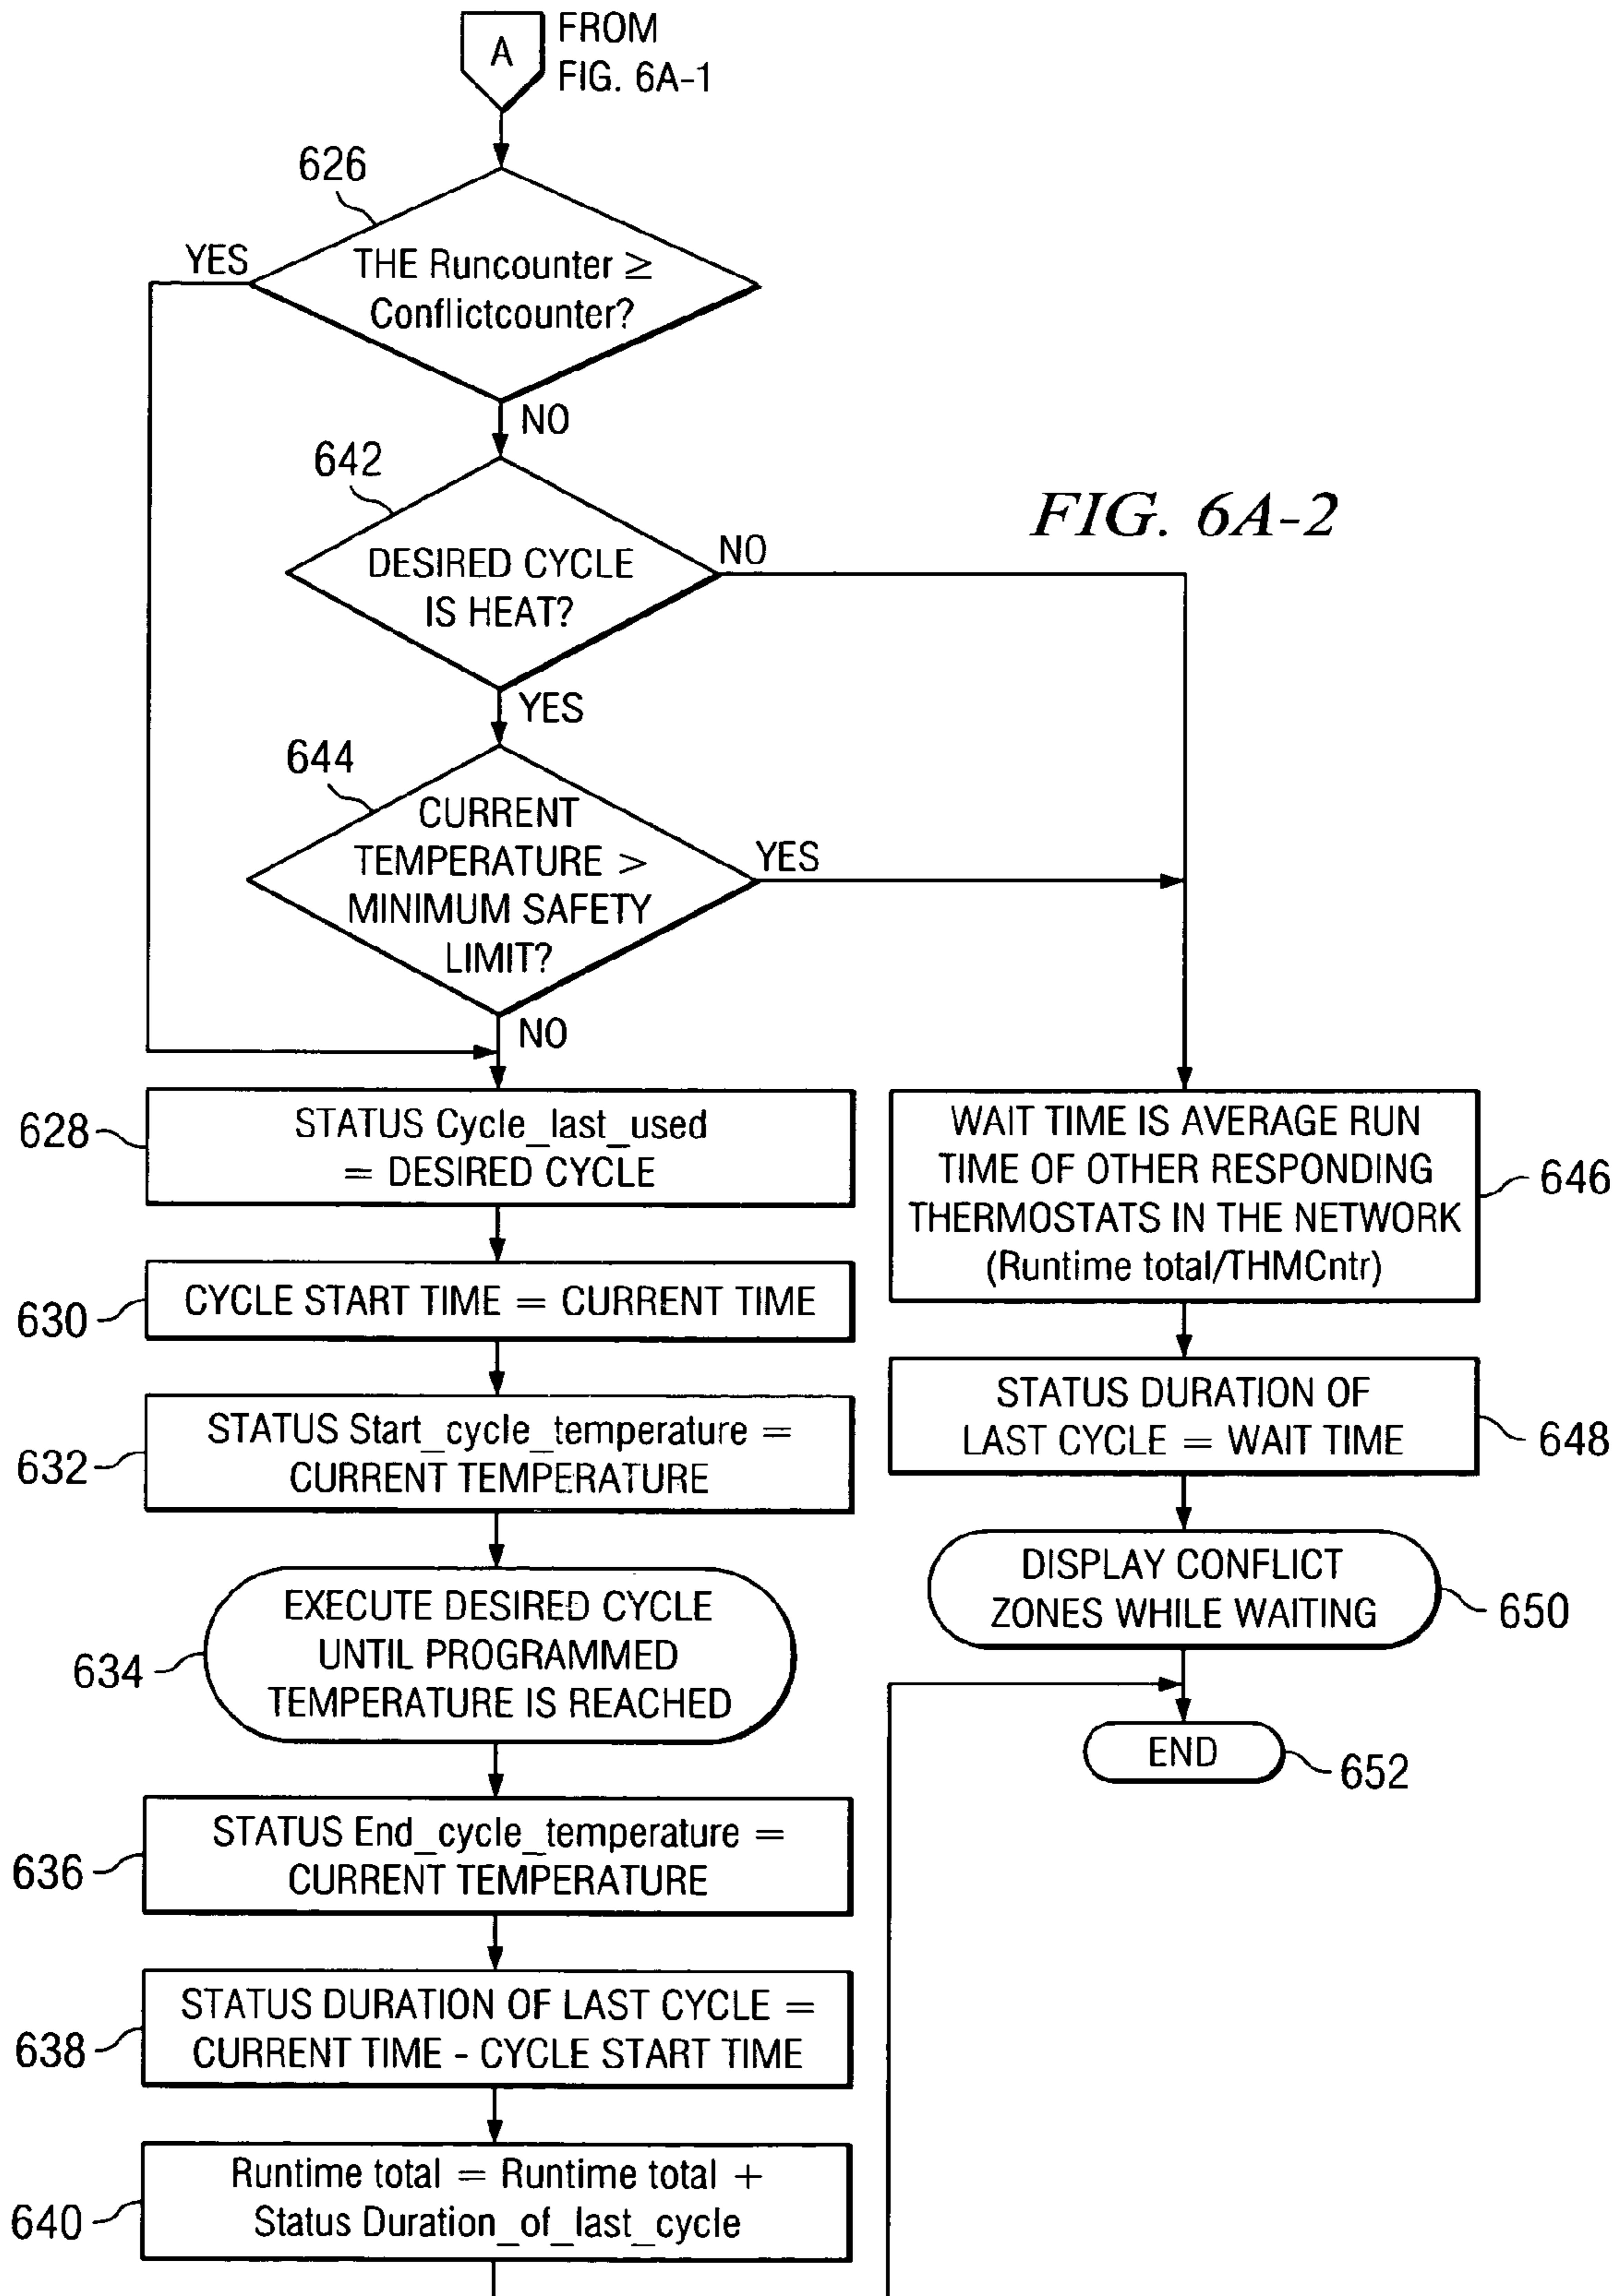 A
FROM
FIG. 6A-1
626
YES
THE Runcounter ≥
Conflictcounter?
NO
642
FIG. 6A-2
DESIRED CYCLE
IS HEAT?
NO
YES
644
CURRENT
TEMPERATURE >
MINIMUM SAFETY
LIMIT?
YES
NO
628
STATUS Cycle_last_used
= DESIRED CYCLE
630
CYCLE START TIME = CURRENT TIME
632
STATUS Start_cycle_temperature =
CURRENT TEMPERATURE
634
EXECUTE DESIRED CYCLE
UNTIL PROGRAMMED
TEMPERATURE IS REACHED
636
STATUS End_cycle_temperature =
CURRENT TEMPERATURE
638
STATUS DURATION OF LAST CYCLE =
CURRENT TIME - CYCLE START TIME
640
Runtime total = Runtime total +
Status Duration_of_last_cycle
WAIT TIME IS AVERAGE RUN
TIME OF OTHER RESPONDING
THERMOSTATS IN THE NETWORK
(Runtime total/THMCntr)
646
STATUS DURATION OF
LAST CYCLE = WAIT TIME
648
DISPLAY CONFLICT
ZONES WHILE WAITING
650
END
652